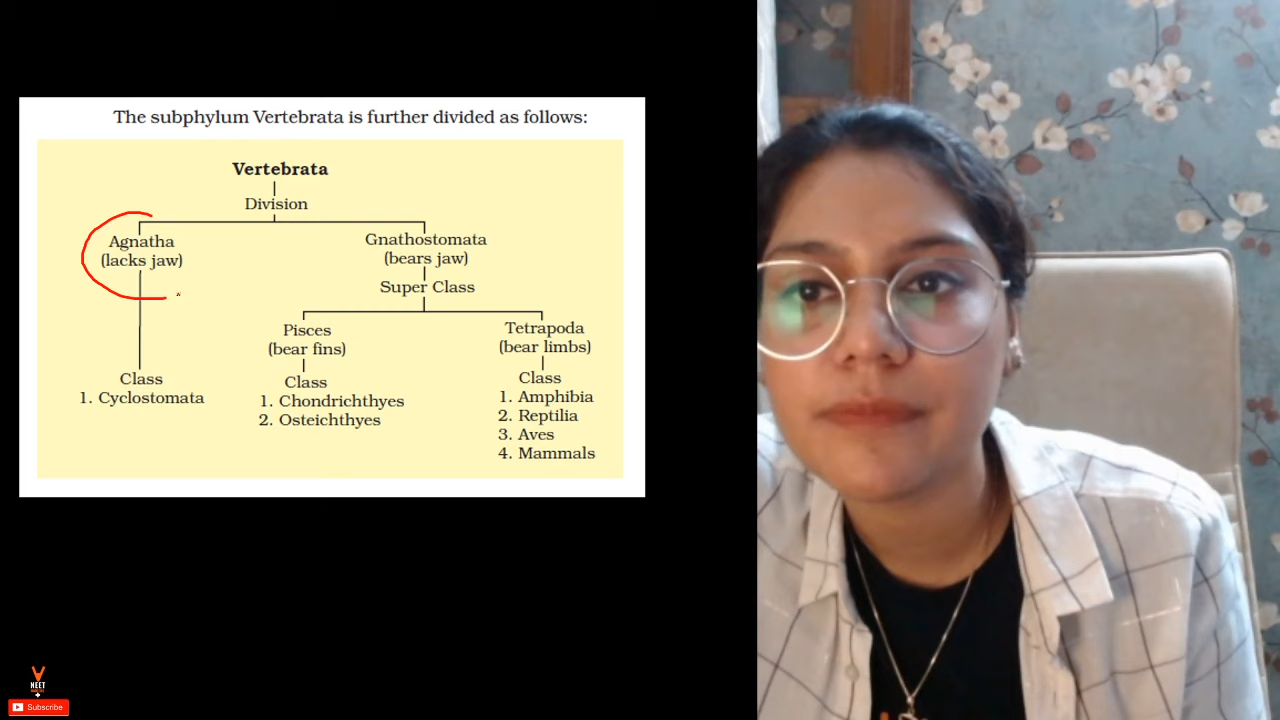 The subphylum Vertebrata is further divided as follows:
Vertebrata
Division
Agnatha
(lacks jaw)
Gnathostomata
(bears jaw)
Super Class
Pisces
(bear fins)
Tetrapoda
(bear limbs)
Class
1. Cyclostomata
Class
1. Chondrichthyes
2. Osteichthyes
Class
1. Amphibia
2. Reptilia
3. Aves
4. Mammals
NEET
Subscribe